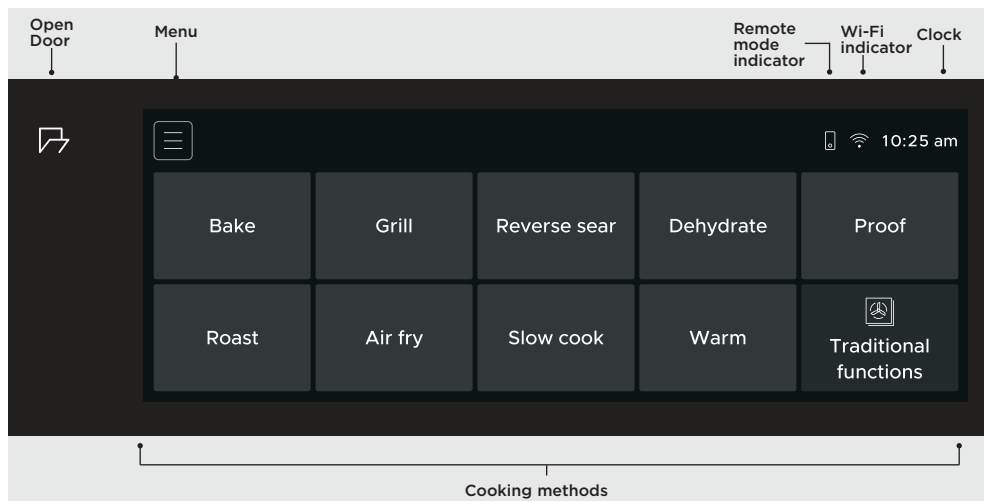 Open
Door
Menu
Remote
mode
indicator
Wi-Fi
indicator
Clock
10:25 am
Bake
Grill
Reverse sear
Dehydrate
Proof
Roast
Air fry
Slow cook
Warm
Traditional
functions
Cooking methods